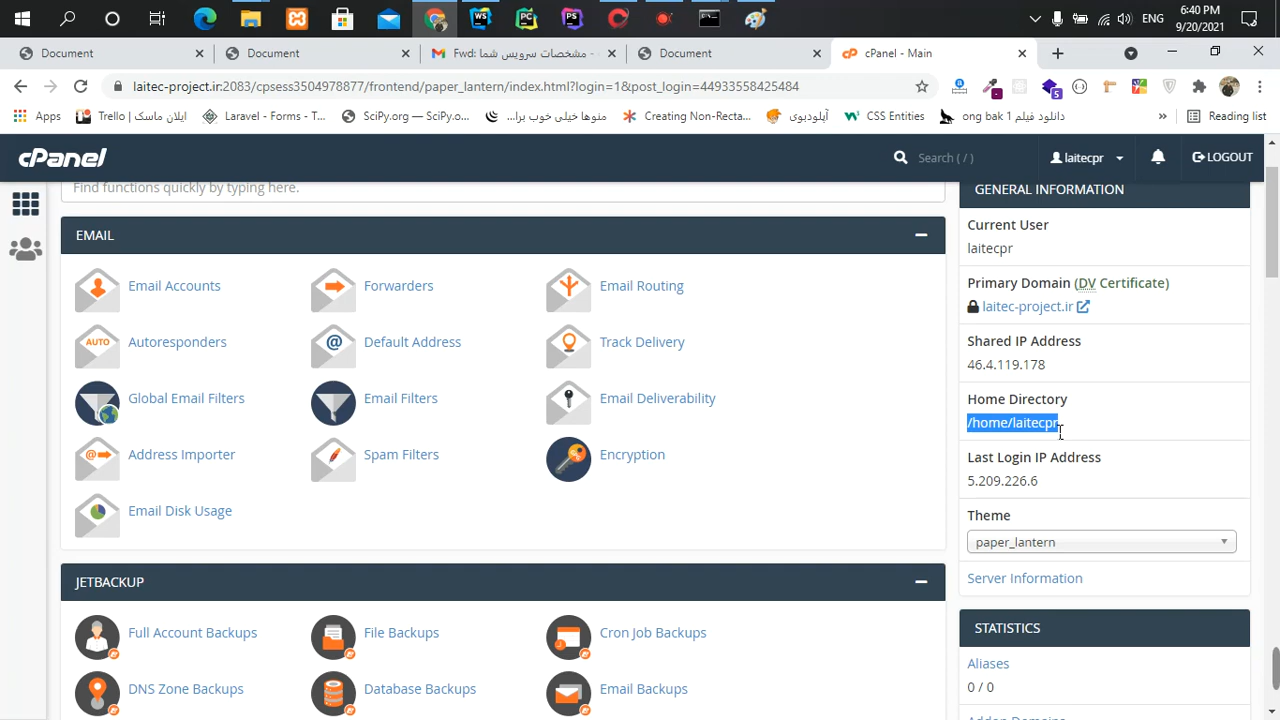 ENG
6:40 PM
9/20/2021
Document
Document
Fwd: مشخصات سرویس شما -
Document
cPanel - Main
laitec-project.ir:2083/cpsess3504978977/frontend/paper_lantern/index.html?login=1&post_login=44933558425484
Apps
Trello | ایلان ماسک
Laravel - Forms - T...
SciPy.org — SciPy.o...
منوها خیلی خوب برا...
Creating Non-Recta...
آپلودبوی
CSS Entities
دانلود فیلم ong bak 1
»
Reading list
cPanel
Search ( / )
laitecpr
LOGOUT
Find functions quickly by typing here.
EMAIL
Email Accounts
Forwarders
Email Routing
AUTO
Autoresponders
Default Address
Track Delivery
Global Email Filters
Email Filters
Email Deliverability
Address Importer
Spam Filters
Encryption
Email Disk Usage
JETBACKUP
Full Account Backups
File Backups
Cron Job Backups
DNS Zone Backups
Database Backups
Email Backups
GENERAL INFORMATION
Current User
laitecpr
Primary Domain (DV Certificate)
laitec-project.ir
Shared IP Address
46.4.119.178
Home Directory
/home/laitecpr
Last Login IP Address
5.209.226.6
Theme
paper_lantern
Server Information
STATISTICS
Aliases
0 / 0